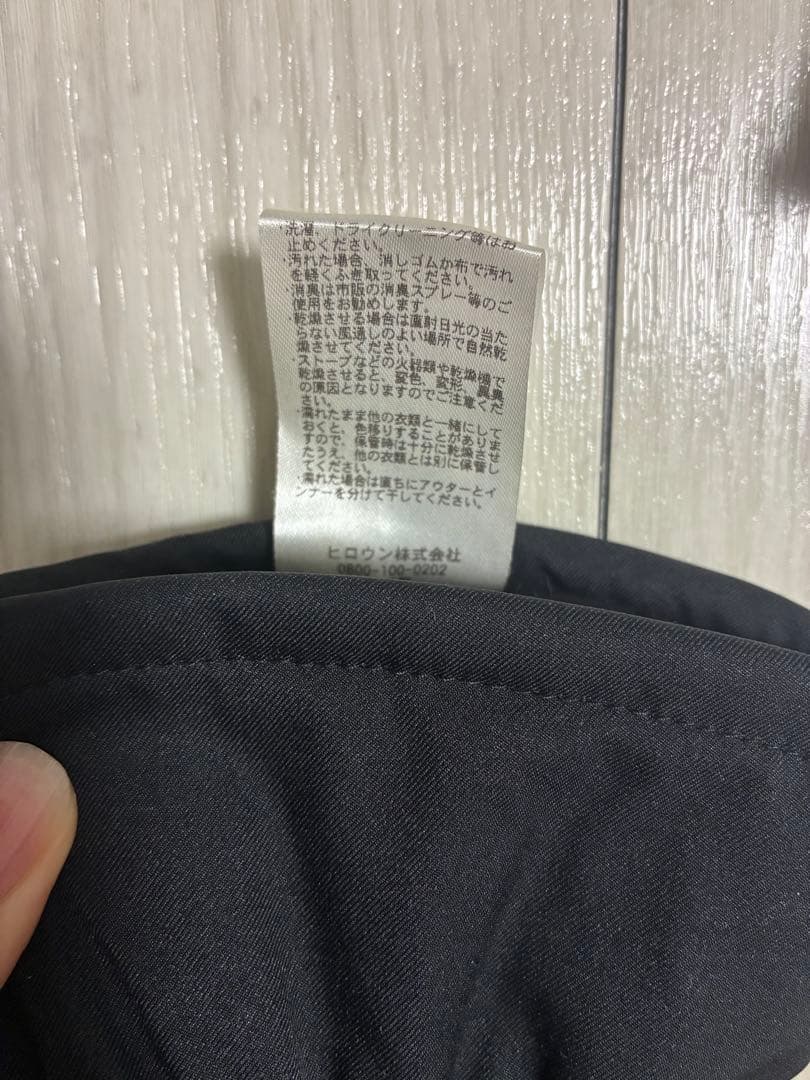 ・洗濯、ドライクリーニング等はお
止めください。
・汚れた場合、消しゴムか布で汚れ
を軽くふき取ってください。
・消臭は市販の消臭スプレー等のご
使用をお勧めします。
・乾燥させる場合は直射日光の当た
らない風通しのよい場所で自然乾
燥させてください。
・ストーブなどの火器類や乾燥機で
乾燥させると、変色、変形、異臭
の原因となりますのでご注意くだ
さい。
・濡れたまま他の衣類と一緒にして
おくと、色移りすることがありま
すので、保管時は十分に乾燥させ
たうえ、他の衣類とは別に保管し
てください。
・濡れた場合は直ちにアウターとイ
ンナーを分けて干してください。
ヒロウン株式会社
0800-100-0202